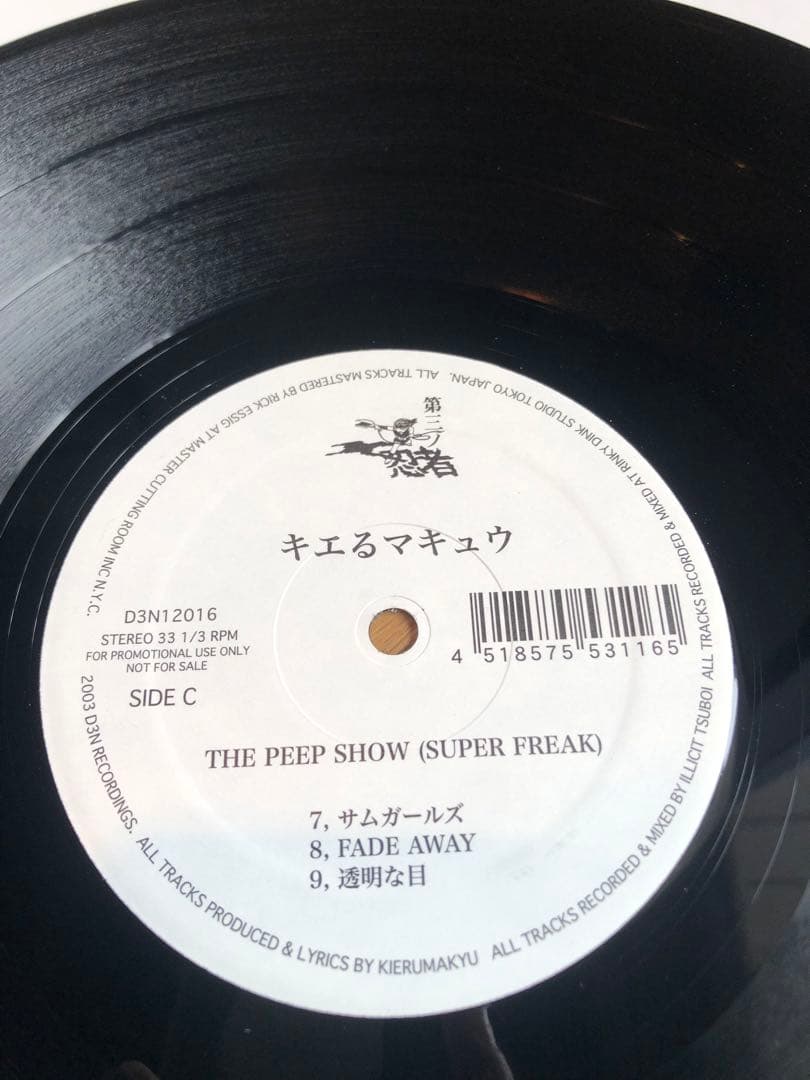 第三ノ
忍者
キエるマキュウ
D3N12016
STEREO 33 1/3 RPM
FOR PROMOTIONAL USE ONLY
NOT FOR SALE
SIDE C
4 518575 531165
THE PEEP SHOW (SUPER FREAK)
7, サムガールズ
8, FADE AWAY
9, 透明な目
2003 D3N RECORDINGS. ALL TRACKS PRODUCED & LYRICS BY KIERUMAKYU ALL TRACKS RECORDED & MIXED BY ILLICIT TSUBOI ALL TRACKS RECORDED & MIXED AT RINKY DINK STUDIO TOKYO JAPAN. ALL TRACKS MASTERED BY RICK ESSIG AT MASTER CUTTING ROOM INC N.Y.C.